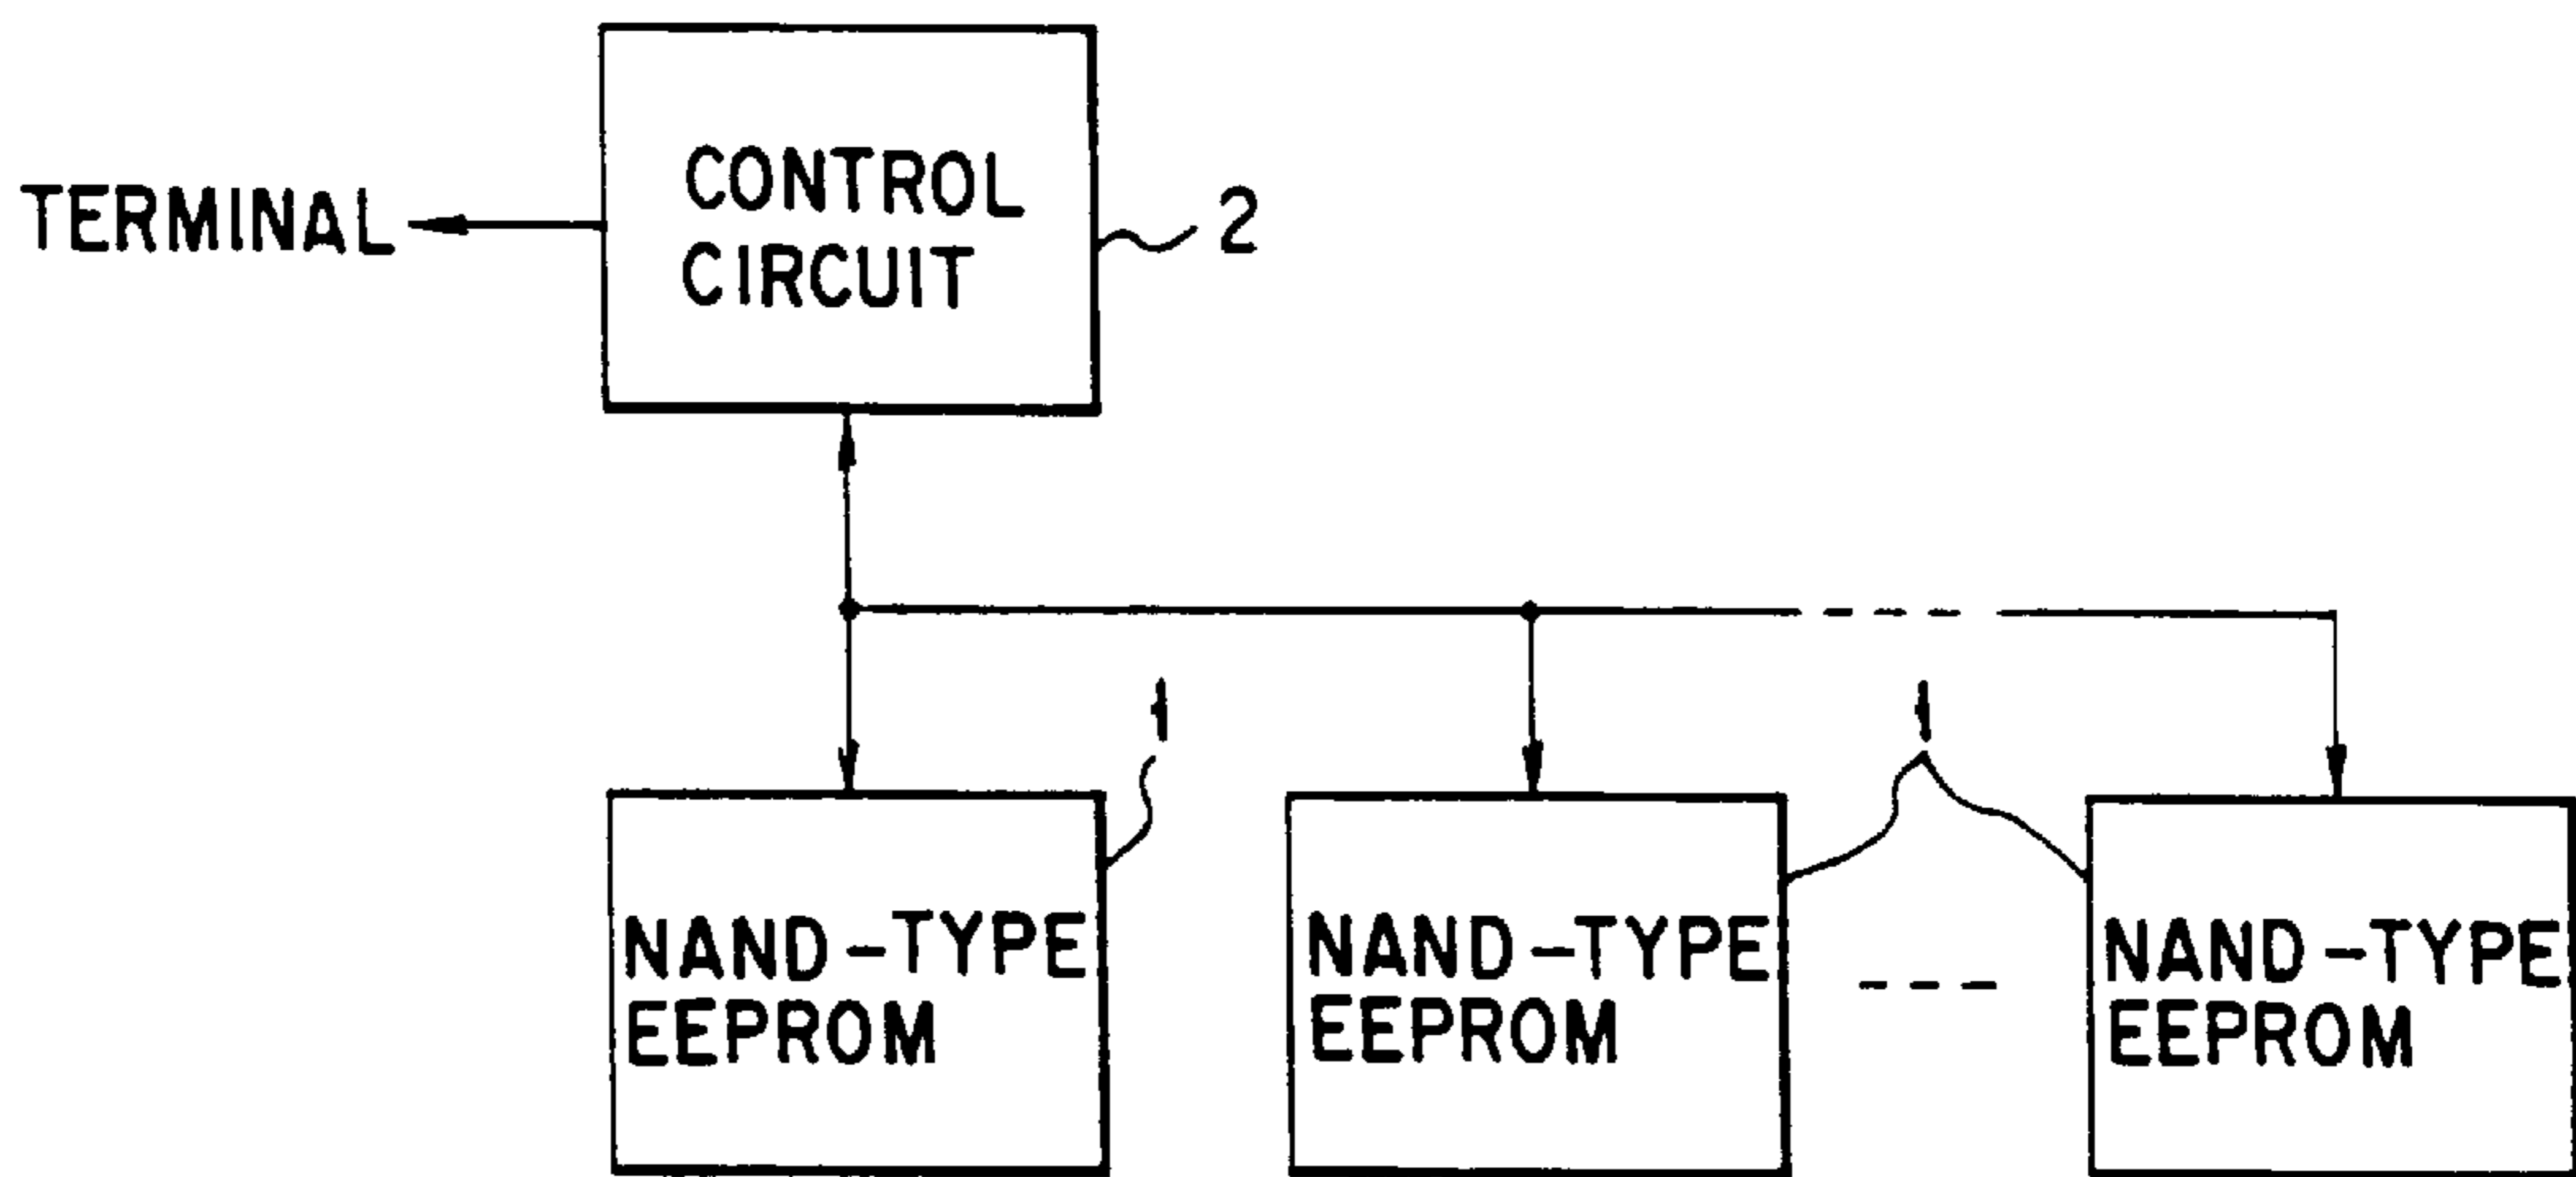 CONTROL
CIRCUIT
TERMINAL
2
1
1
NAND-TYPE
EEPROM
NAND-TYPE
EEPROM
NAND-TYPE
EEPROM